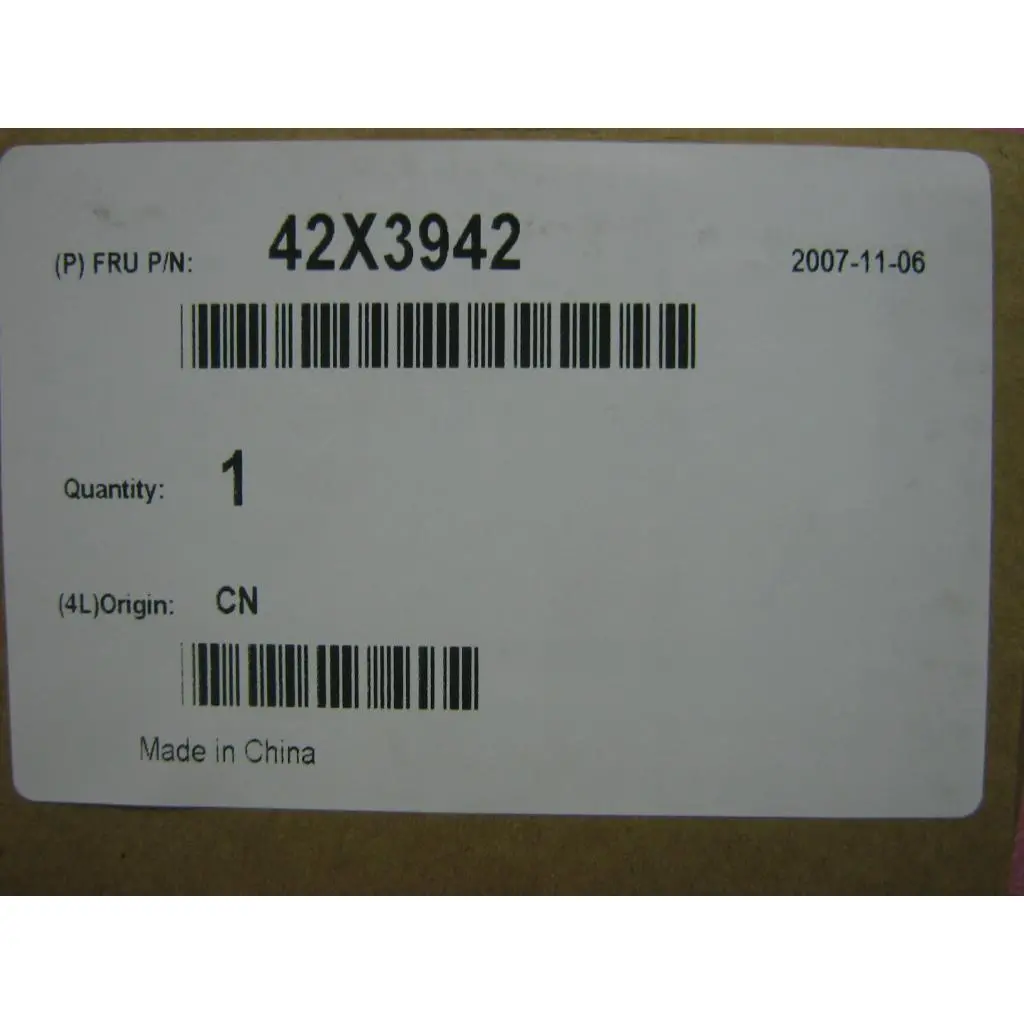 (P) FRU P/N: 42X3942 2007-11-06
Quantity: 1
(4L)Origin: CN
Made in China